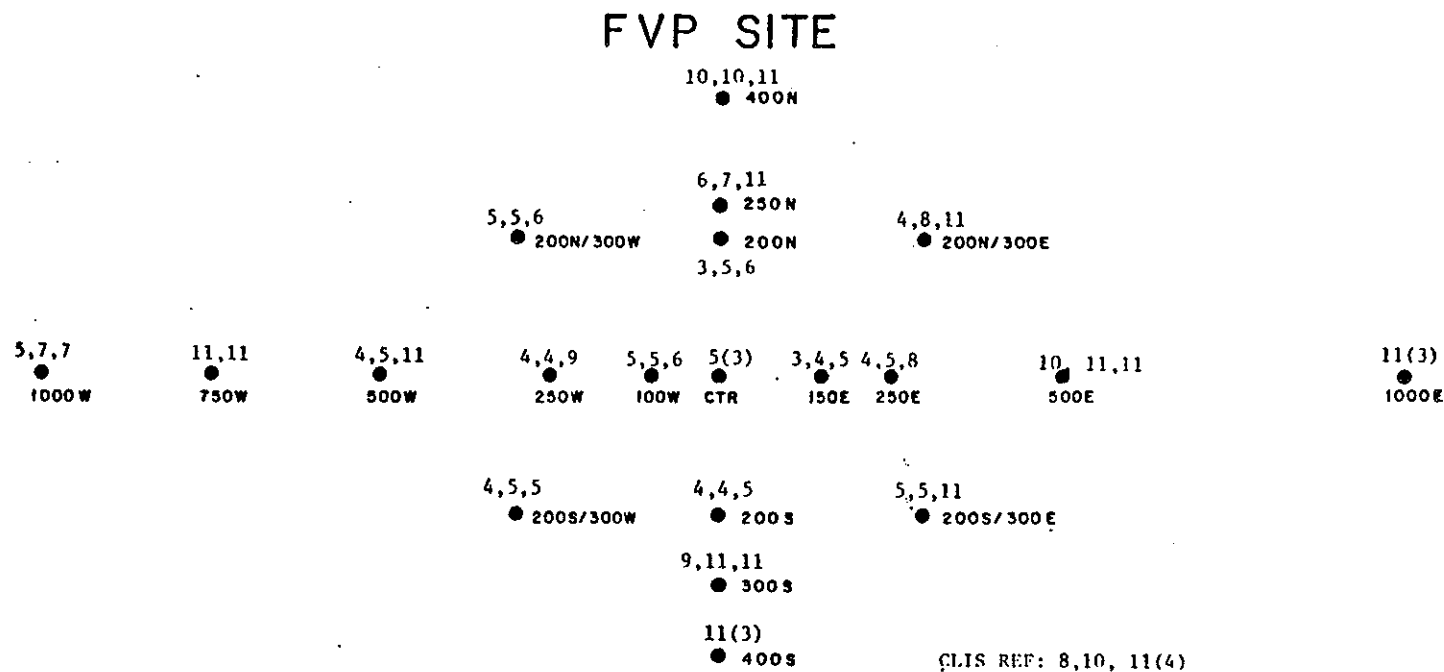 FVP SITE
10,10,11
400N
6,7,11
250N
5,5,6
200N/300W
200N
3,5,6
4,8,11
200N/300E
5,7,7
1000W
11,11
750W
4,5,11
500W
4,4,9
250W
5,5,6
100W
5(3)
CTR
3,4,5
150E
4,5,8
250E
10, 11,11
500E
11(3)
1000E
4,5,5
200S/300W
4,4,5
200S
5,5,11
200S/300E
9,11,11
300S
11(3)
400S
CLIS REF: 8,10, 11(4)